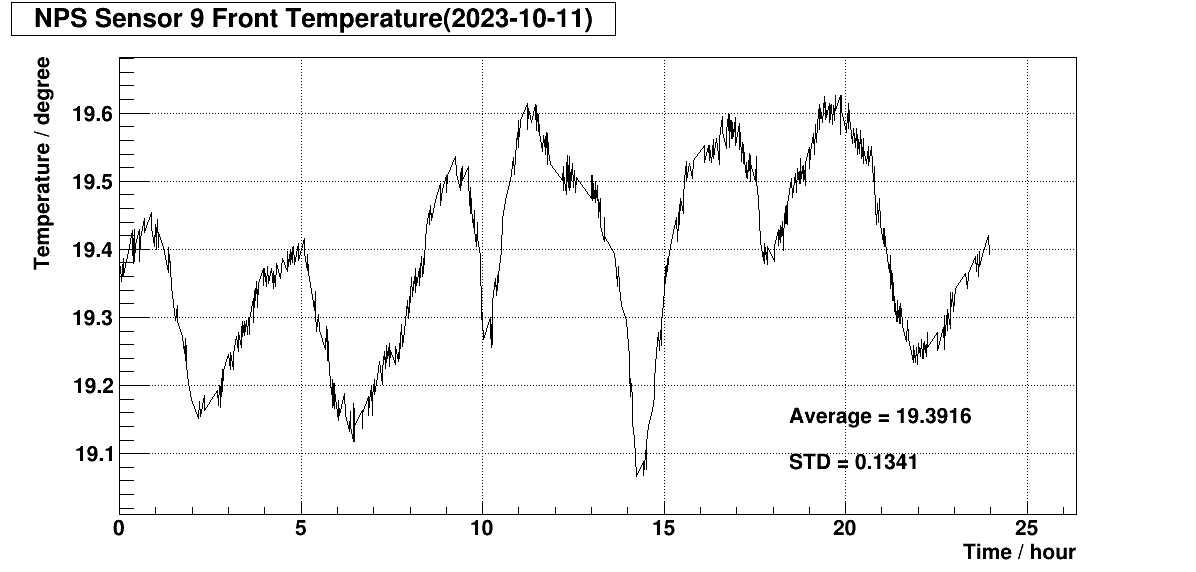 NPS Sensor 9 Front Temperature(2023-10-11)
Temperature / degree
19.6
19.5
19.4
19.3
19.2
19.1
Average = 19.3916
STD = 0.1341
0 5 10 15 20 25
Time / hour